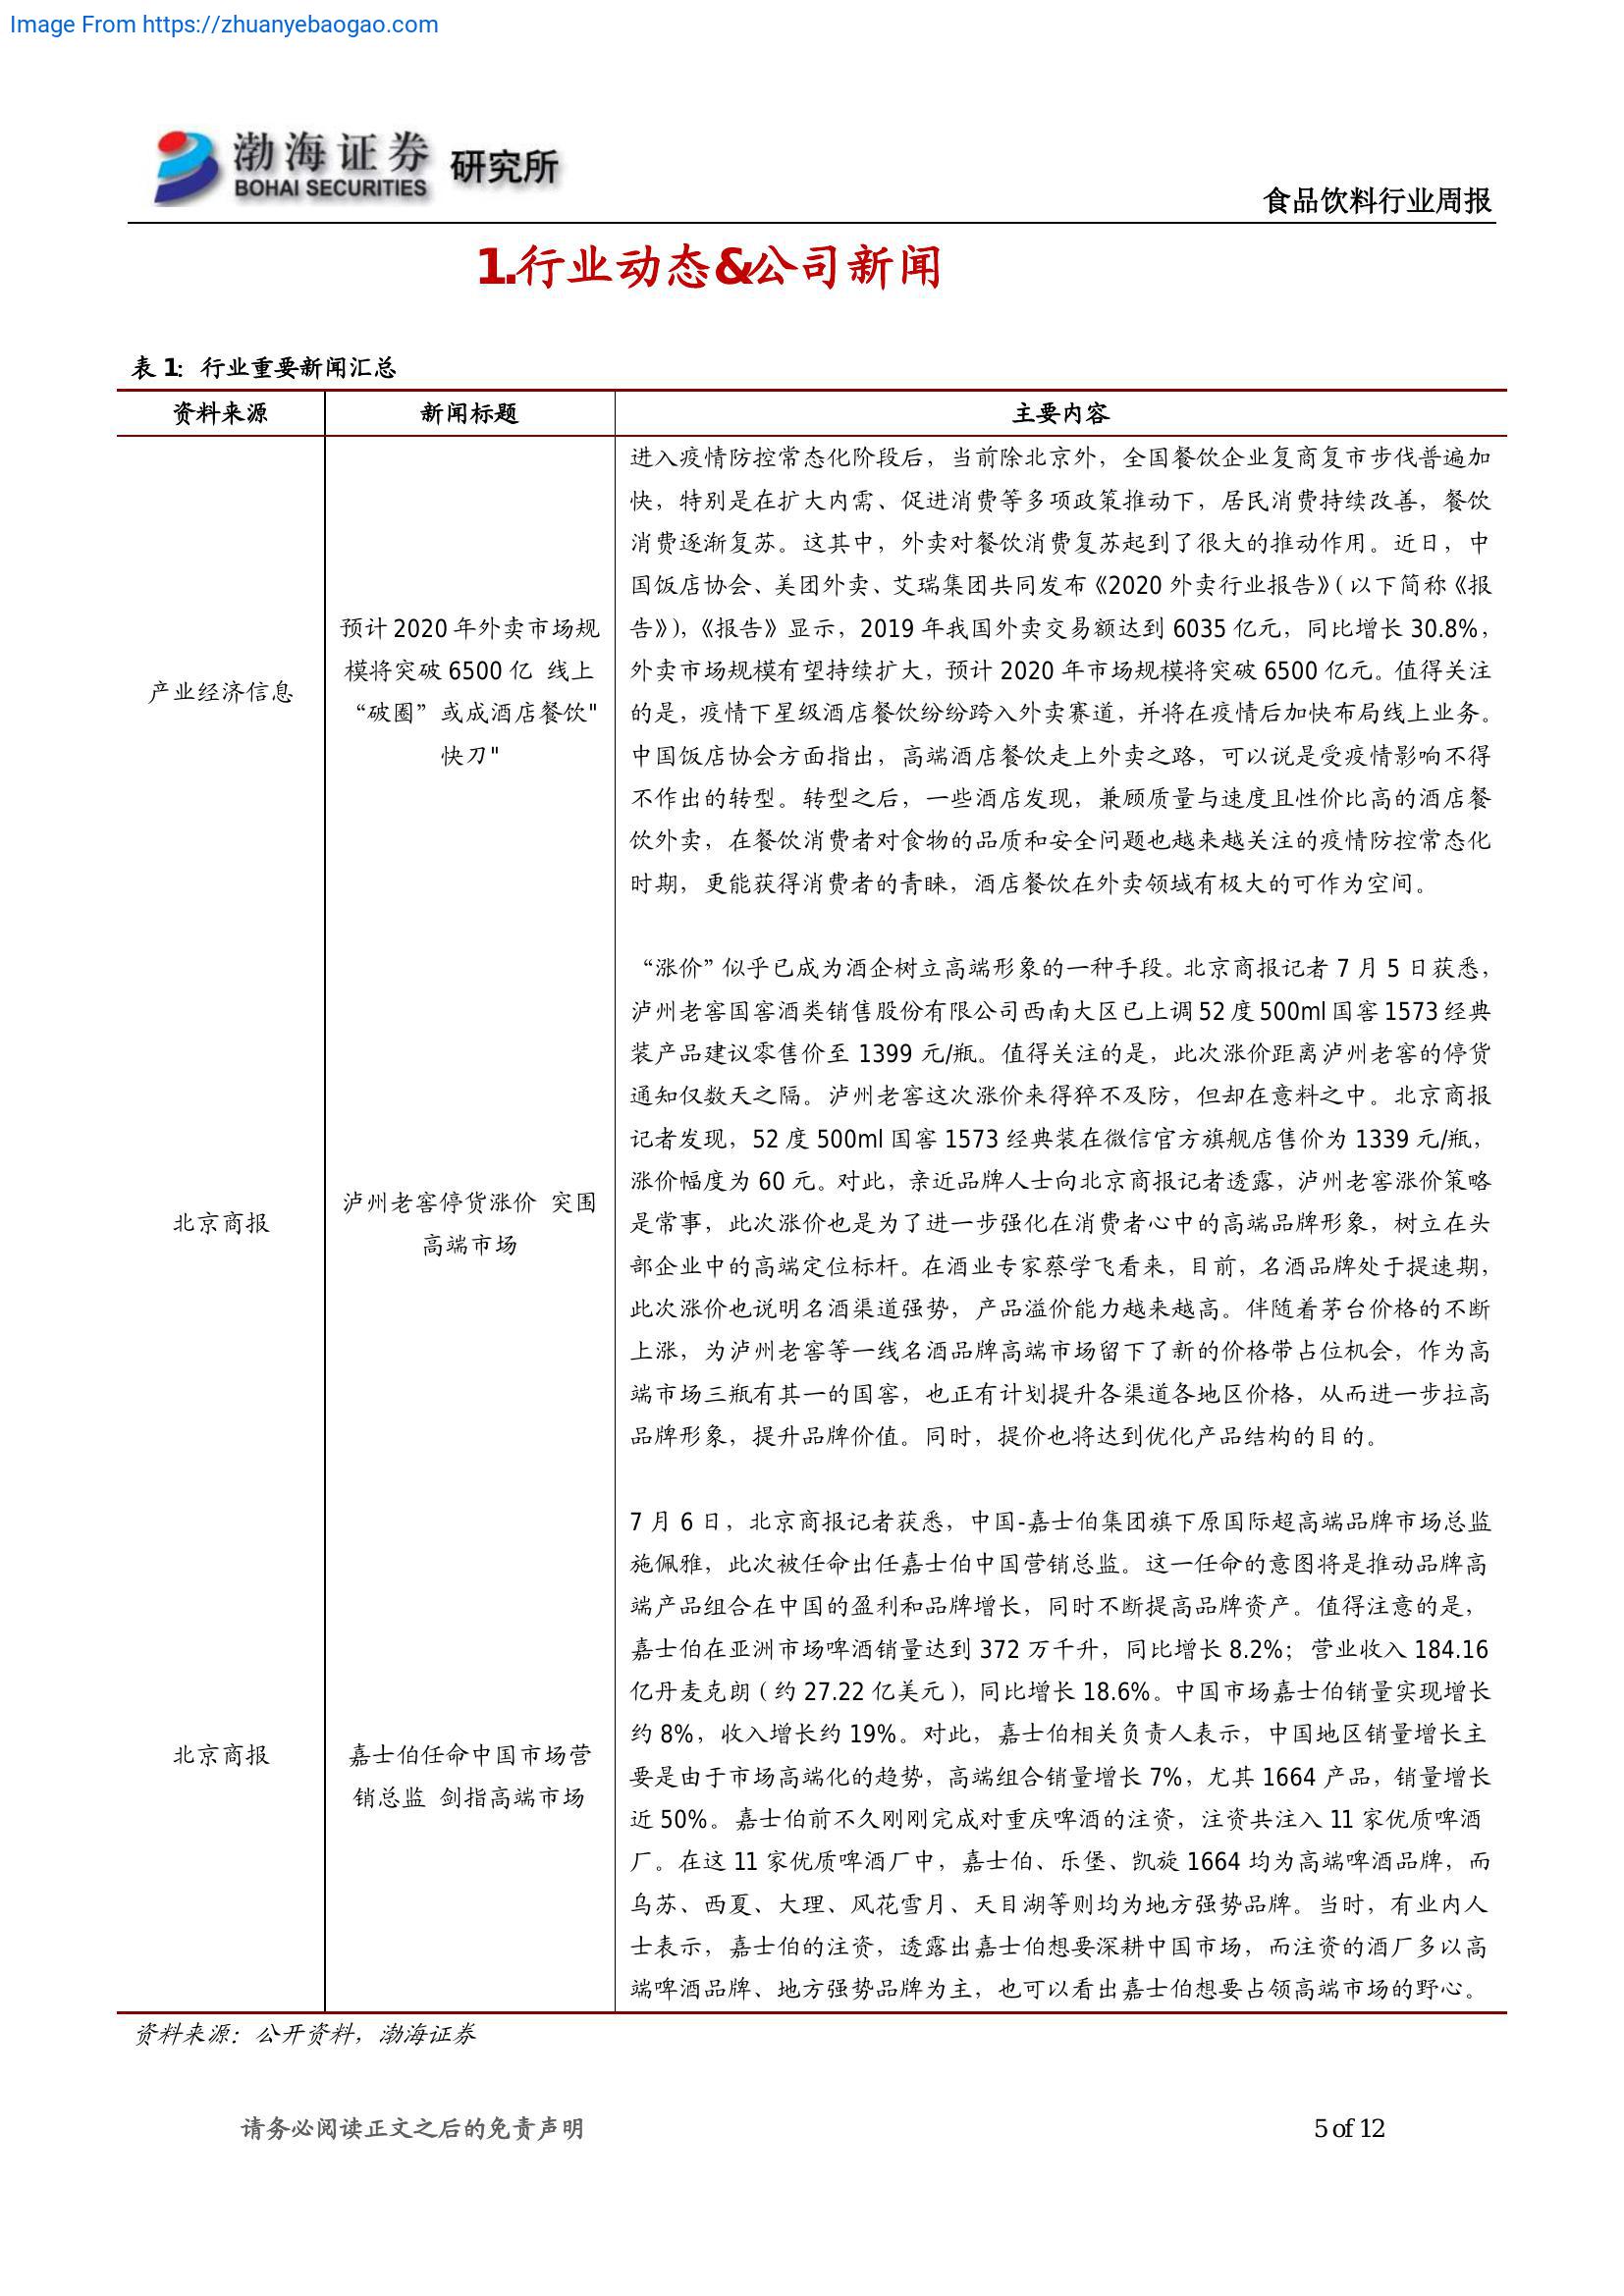 Image From https://zhuanyebaogao.com
渤海证券
BOHAI SECURITIES
研究所
食品饮料行业周报
1.行业动态&公司新闻
表 1: 行业重要新闻汇总
资料来源 新闻标题 主要内容
产业经济信息
预计 2020 年外卖市场规
模将突破 6500 亿 线上
“破圈”或成酒店餐饮"
快刀"
进入疫情防控常态化阶段后，当前除北京外，全国餐饮企业复商复市步伐普遍加
快，特别是在扩大内需、促进消费等多项政策推动下，居民消费持续改善，餐饮
消费逐渐复苏。这其中，外卖对餐饮消费复苏起到了很大的推动作用。近日，中
国饭店协会、美团外卖、艾瑞集团共同发布《2020 外卖行业报告》（以下简称《报
告》），《报告》显示，2019 年我国外卖交易额达到 6035 亿元，同比增长 30.8%，
外卖市场规模有望持续扩大，预计 2020 年市场规模将突破 6500 亿元。值得关注
的是，疫情下星级酒店餐饮纷纷跨入外卖赛道，并将在疫情后加快布局线上业务。
中国饭店协会方面指出，高端酒店餐饮走上外卖之路，可以说是受疫情影响不得
不作出的转型。转型之后，一些酒店发现，兼顾质量与速度且性价比高的酒店餐
饮外卖，在餐饮消费者对食物的品质和安全问题也越来越关注的疫情防控常态化
时期，更能获得消费者的青睐，酒店餐饮在外卖领域有极大的可作为空间。
北京商报
泸州老窖停货涨价 突围
高端市场
“涨价”似乎已成为酒企树立高端形象的一种手段。北京商报记者 7 月 5 日获悉，
泸州老窖国窖酒类销售股份有限公司西南大区已上调 52 度 500ml 国窖 1573 经典
装产品建议零售价至 1399 元/瓶。值得关注的是，此次涨价距离泸州老窖的停货
通知仅数天之隔。泸州老窖这次涨价来得猝不及防，但却在意料之中。北京商报
记者发现，52 度 500ml 国窖 1573 经典装在微信官方旗舰店售价为 1339 元/瓶，
涨价幅度为 60 元。对此，亲近品牌人士向北京商报记者透露，泸州老窖涨价策略
是常事，此次涨价也是为了进一步强化在消费者心中的高端品牌形象，树立在头
部企业中的高端定位标杆。在酒业专家蔡学飞看来，目前，名酒品牌处于提速期，
此次涨价也说明名酒渠道强势，产品溢价能力越来越高。伴随着茅台价格的不断
上涨，为泸州老窖等一线名酒品牌高端市场留下了新的价格带占位机会，作为高
端市场三瓶有其一的国窖，也正有计划提升各渠道各地区价格，从而进一步拉高
品牌形象，提升品牌价值。同时，提价也将达到优化产品结构的目的。
北京商报
嘉士伯任命中国市场营
销总监 剑指高端市场
7 月 6 日，北京商报记者获悉，中国-嘉士伯集团旗下原国际超高端品牌市场总监
施佩雅，此次被任命出任嘉士伯中国营销总监。这一任命的意图将是推动品牌高
端产品组合在中国的盈利和品牌增长，同时不断提高品牌资产。值得注意的是，
嘉士伯在亚洲市场啤酒销量达到 372 万千升，同比增长 8.2%；营业收入 184.16
亿丹麦克朗（约 27.22 亿美元），同比增长 18.6%。中国市场嘉士伯销量实现增长
约 8%，收入增长约 19%。对此，嘉士伯相关负责人表示，中国地区销量增长主
要是由于市场高端化的趋势，高端组合销量增长 7%，尤其 1664 产品，销量增长
近 50%。嘉士伯前不久刚刚完成对重庆啤酒的注资，注资共注入 11 家优质啤酒
厂。在这 11 家优质啤酒厂中，嘉士伯、乐堡、凯旋 1664 均为高端啤酒品牌，而
乌苏、西夏、大理、风花雪月、天目湖等则均为地方强势品牌。当时，有业内人
士表示，嘉士伯的注资，透露出嘉士伯想要深耕中国市场，而注资的酒厂多以高
端啤酒品牌、地方强势品牌为主，也可以看出嘉士伯想要占领高端市场的野心。
资料来源：公开资料，渤海证券
请务必阅读正文之后的免责声明
5 of 12